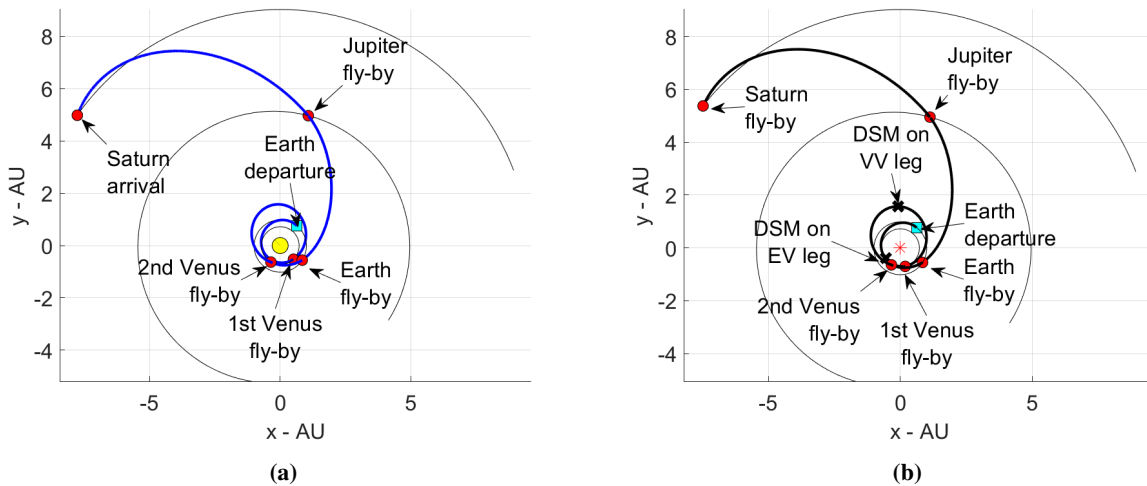 8
6
4
2
0
-2
-4
y - AU
-5
0
5
x - AU
Jupiter
fly-by
Earth
departure
Saturn
arrival
2nd Venus
fly-by
1st Venus
fly-by
Earth
fly-by
(a)
8
6
4
2
0
-2
-4
y - AU
-5
0
5
x - AU
Jupiter
fly-by
Saturn
fly-by
DSM on
VV leg
DSM on
EV leg
Earth
departure
Earth
fly-by
2nd Venus
fly-by
1st Venus
fly-by
(b)